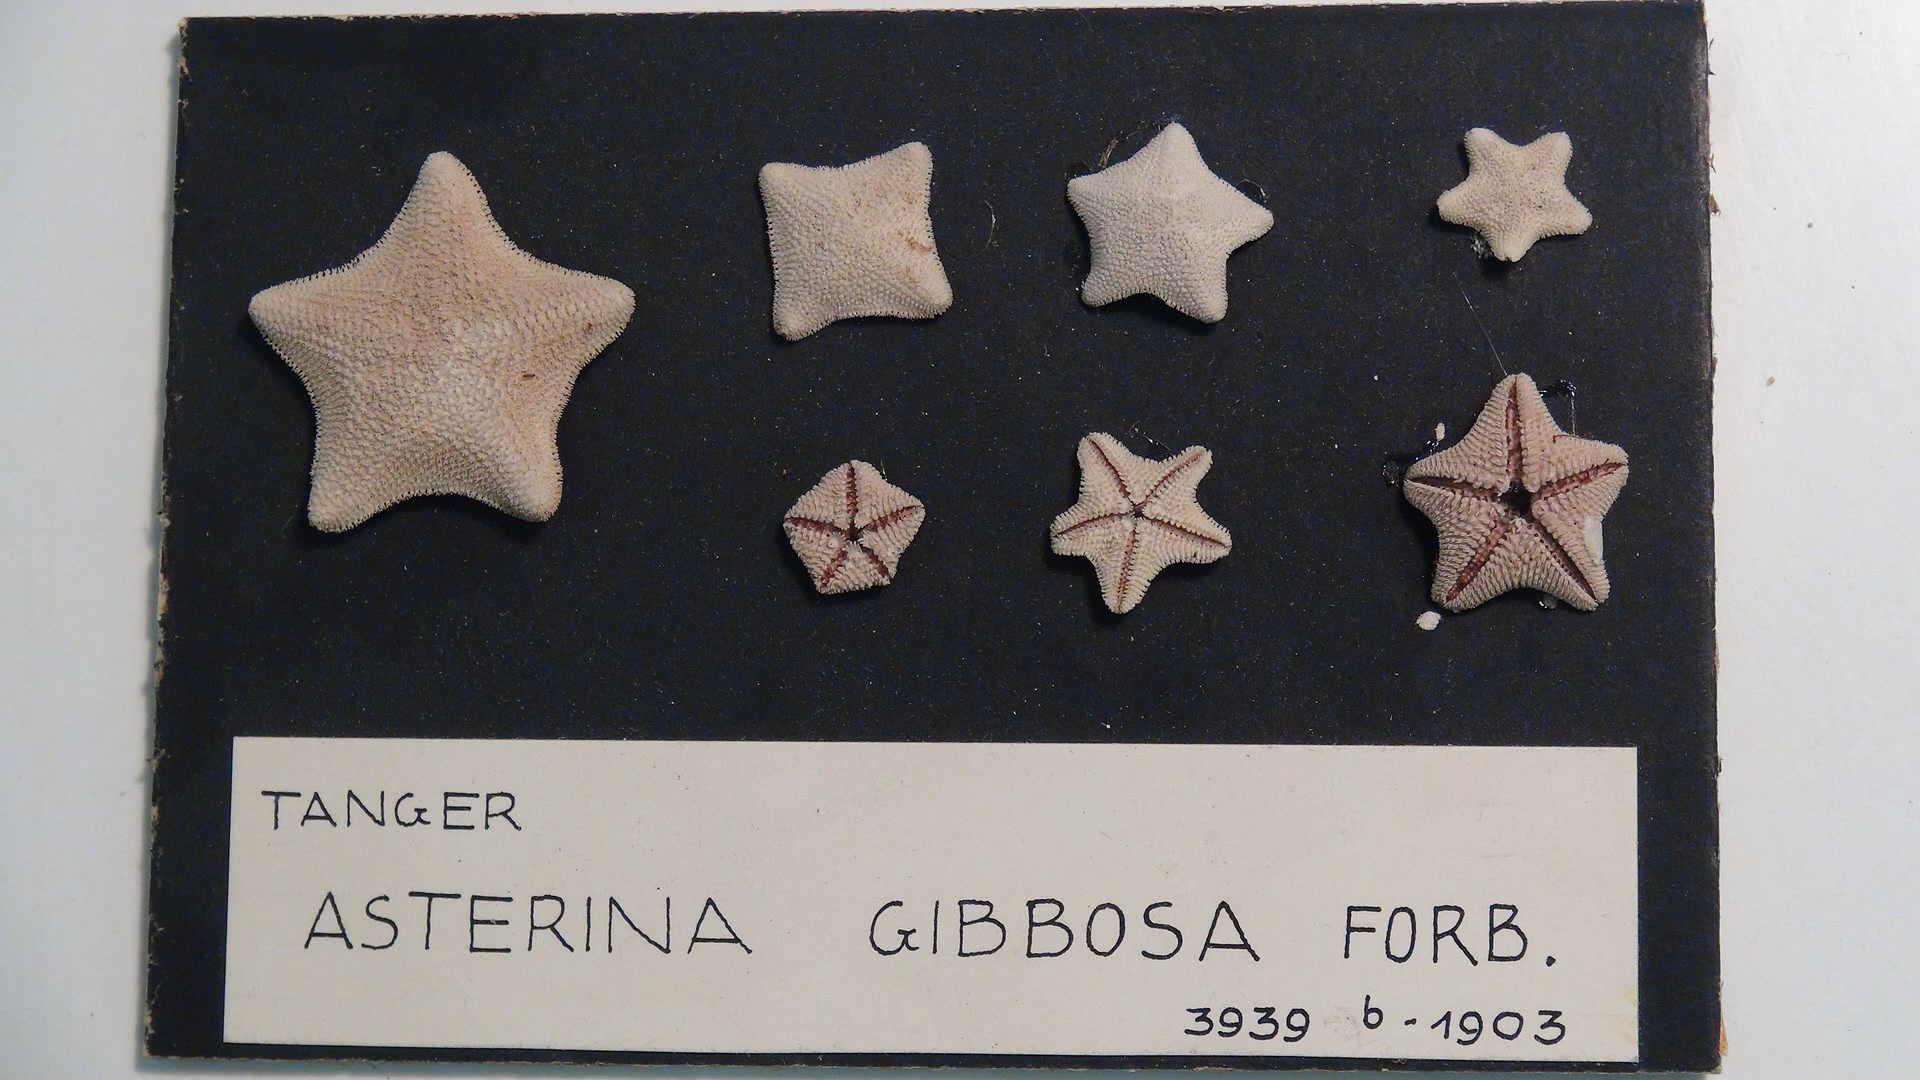 TANGER
ASTERINA GIBBOSA FORB.
3939 b - 1903